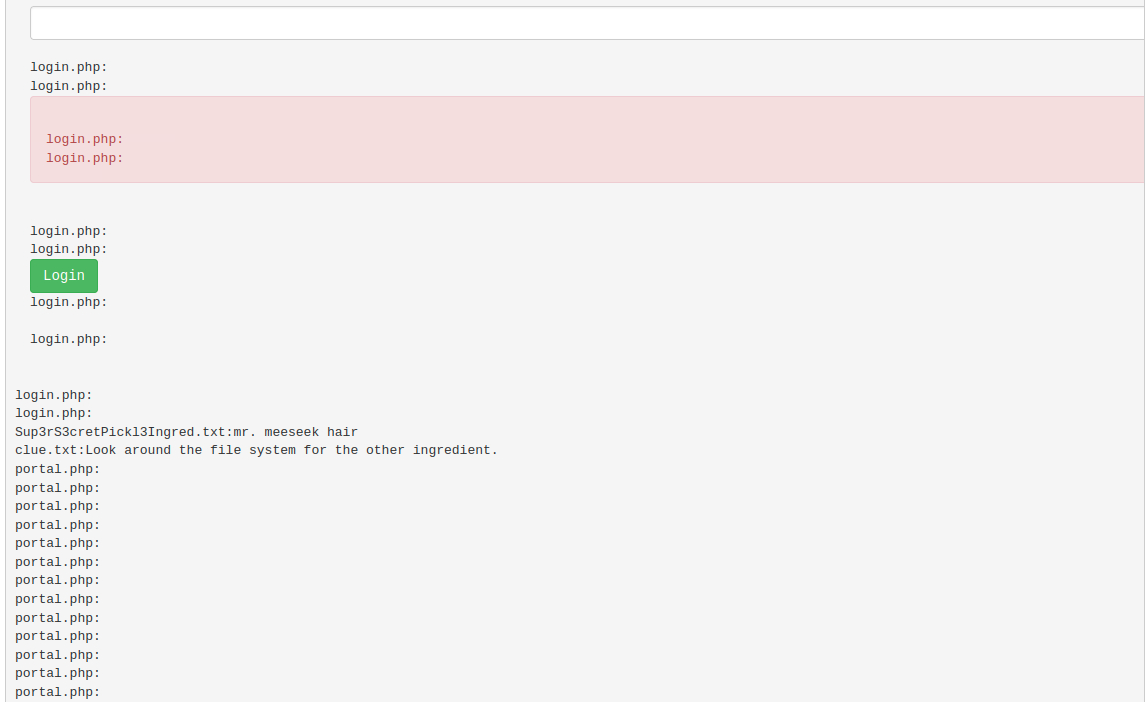 login.php:
login.php:
login.php:
login.php:
login.php:
login.php:
Login
login.php:
login.php:
login.php:
login.php:
Sup3rS3cretPickl3Ingred.txt:mr. meeseek hair
clue.txt:Look around the file system for the other ingredient.
portal.php:
portal.php:
portal.php:
portal.php:
portal.php:
portal.php:
portal.php:
portal.php:
portal.php:
portal.php:
portal.php:
portal.php:
portal.php: